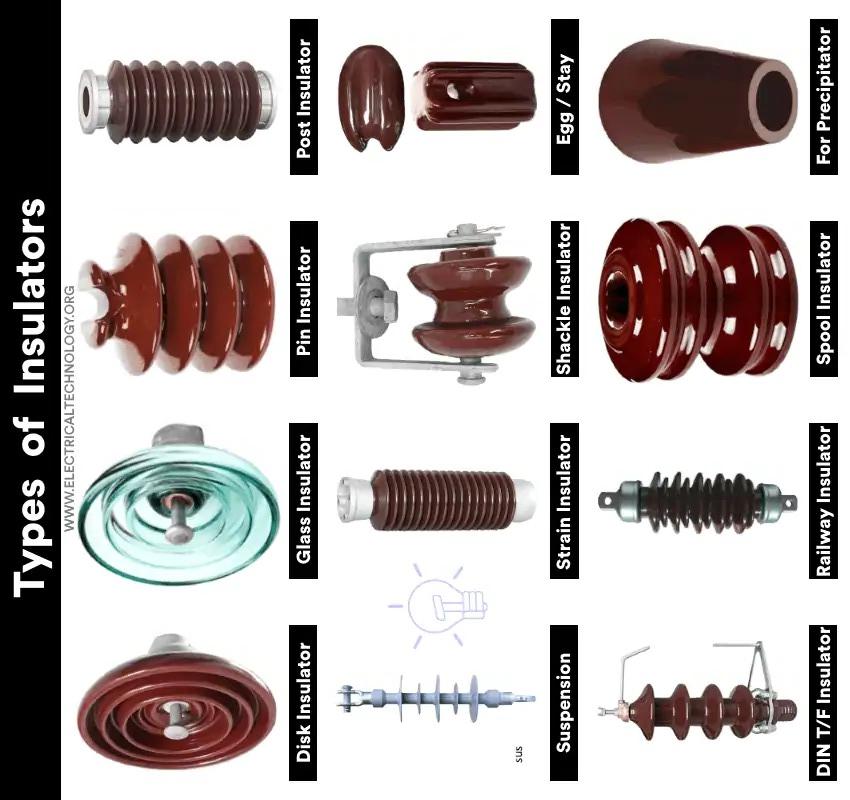 Types of Insulators
WWW.ELECTRICALTECHNOLOGY.ORG
Disk Insulator
Glass Insulator
Pin Insulator
Post Insulator
sus
Suspension
Strain Insulator
Shackle Insulator
Egg / Stay
DIN T/F Insulator
Railway Insulator
Spool Insulator
For Precipitator